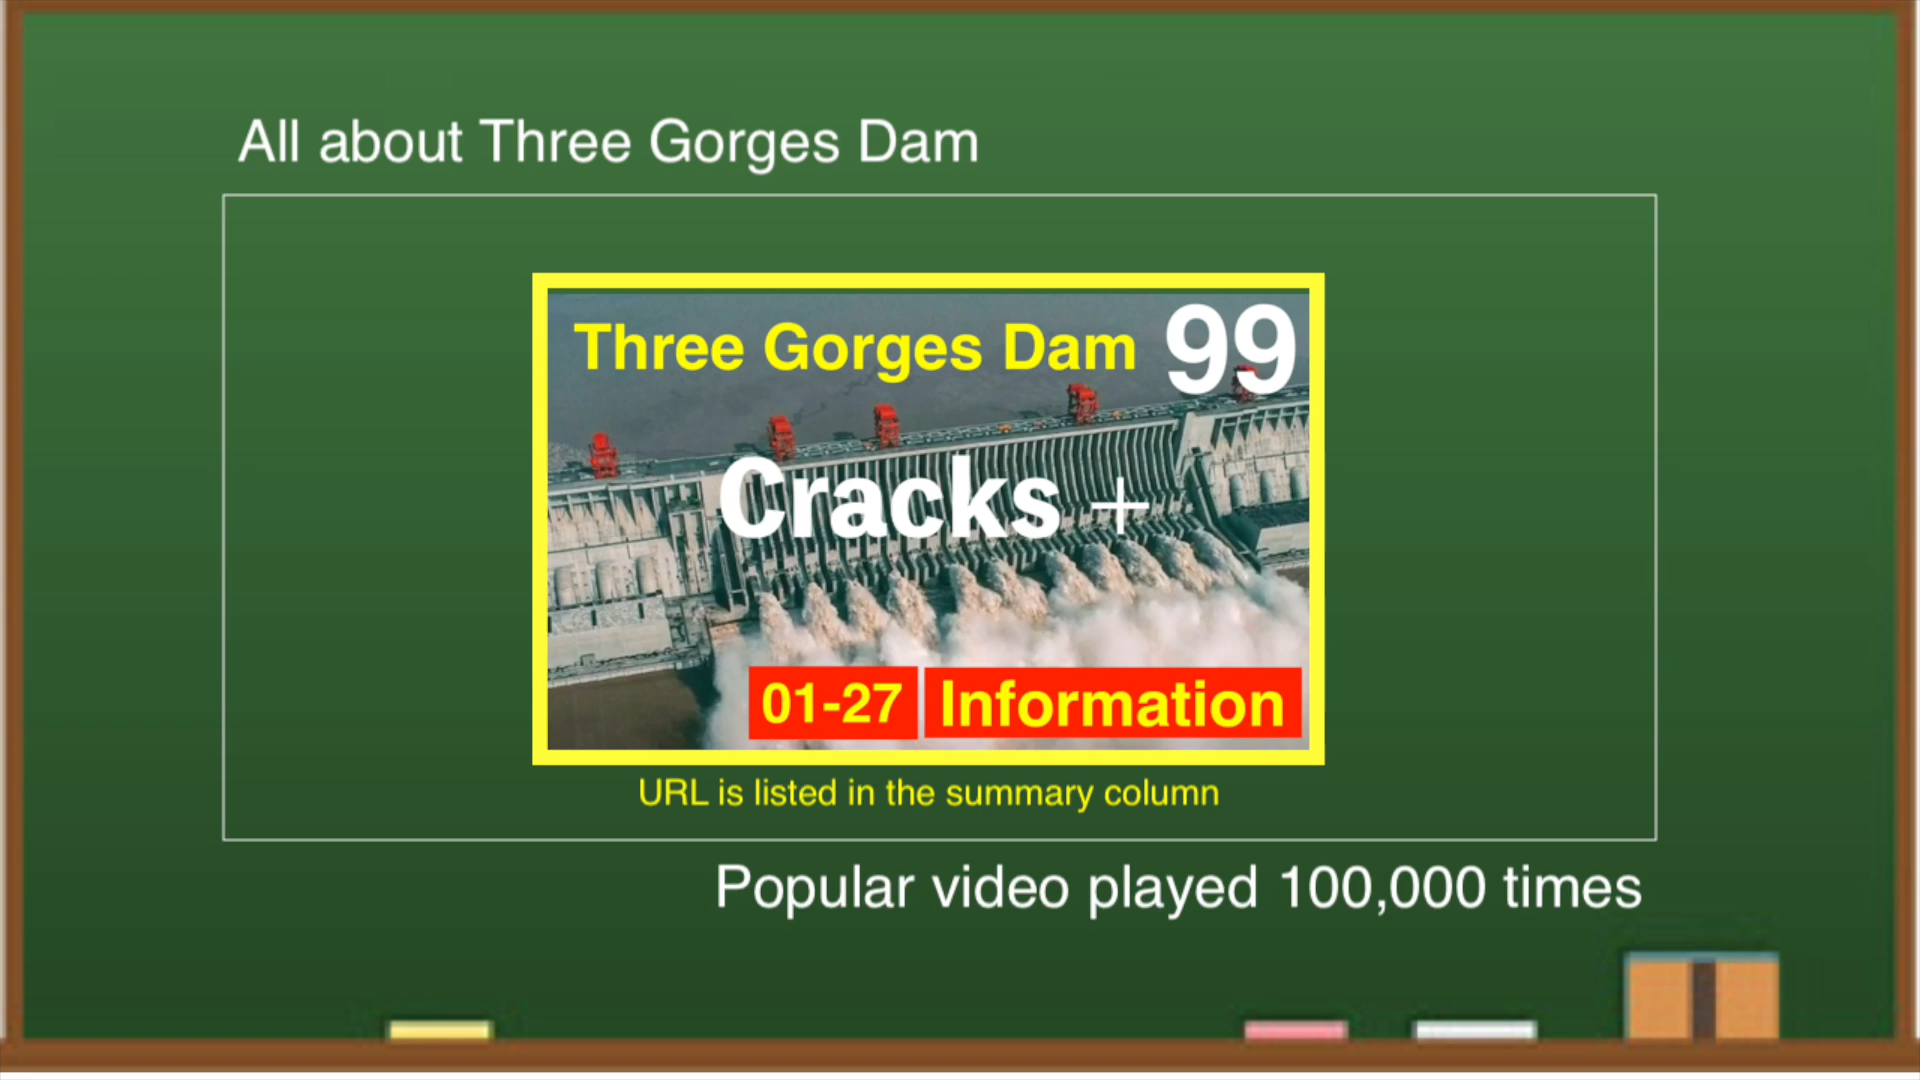 All about Three Gorges Dam
Three Gorges Dam 99
Cracks +
01-27 Information
URL is listed in the summary column
Popular video played 100,000 times